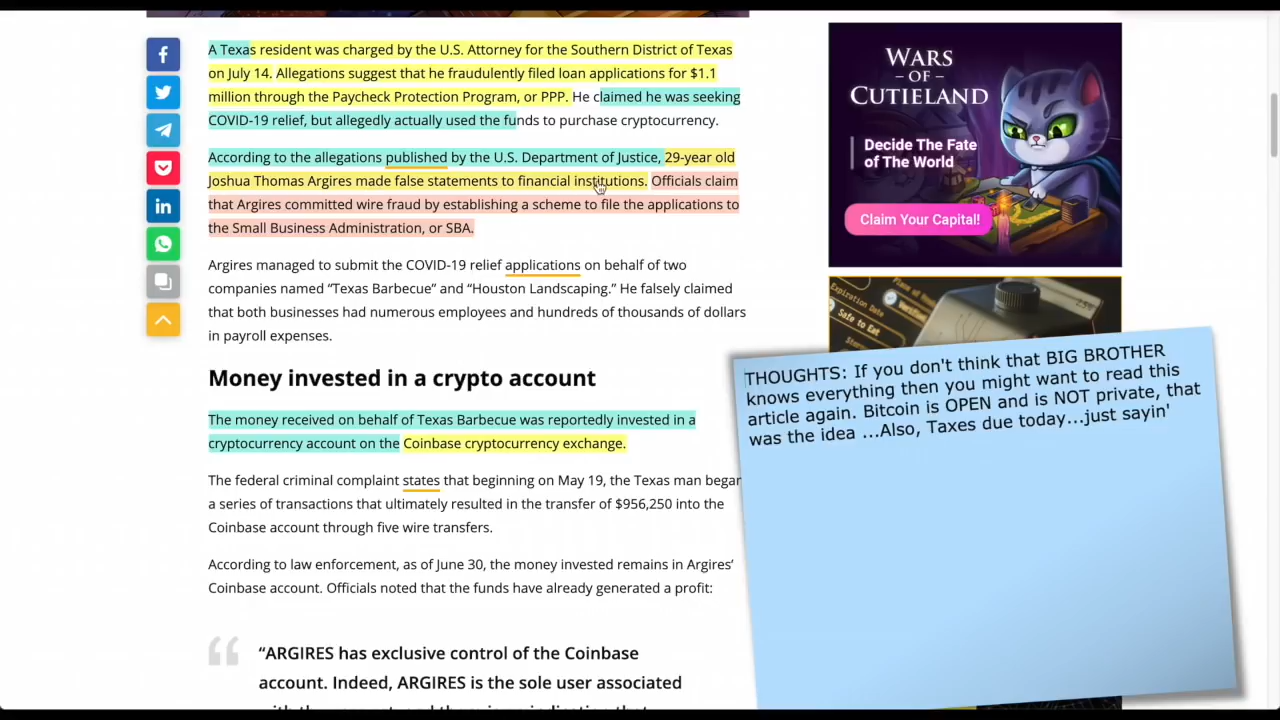 A Texas resident was charged by the U.S. Attorney for the Southern District of Texas
on July 14. Allegations suggest that he fraudulently filed loan applications for $1.1
million through the Paycheck Protection Program, or PPP. He claimed he was seeking
COVID-19 relief, but allegedly actually used the funds to purchase cryptocurrency.
According to the allegations published by the U.S. Department of Justice, 29-year old
Joshua Thomas Argires made false statements to financial institutions. Officials claim
that Argires committed wire fraud by establishing a scheme to file the applications to
the Small Business Administration, or SBA.
Argires managed to submit the COVID-19 relief applications on behalf of two
companies named “Texas Barbecue” and “Houston Landscaping.” He falsely claimed
that both businesses had numerous employees and hundreds of thousands of dollars
in payroll expenses.
Money invested in a crypto account
The money received on behalf of Texas Barbecue was reportedly invested in a
cryptocurrency account on the Coinbase cryptocurrency exchange.
The federal criminal complaint states that beginning on May 19, the Texas man began
a series of transactions that ultimately resulted in the transfer of $956,250 into the
Coinbase account through five wire transfers.
According to law enforcement, as of June 30, the money invested remains in Argires’
Coinbase account. Officials noted that the funds have already generated a profit:
“ARGIRES has exclusive control of the Coinbase
account. Indeed, ARGIRES is the sole user associated
WARS
OF
CUTIELAND
Decide The Fate
of The World
Claim Your Capital!
Expiration Date
Safe to Eat
THOUGHTS: If you don't think that BIG BROTHER
knows everything then you might want to read this
article again. Bitcoin is OPEN and is NOT private, that
was the idea ...Also, Taxes due today...just sayin'